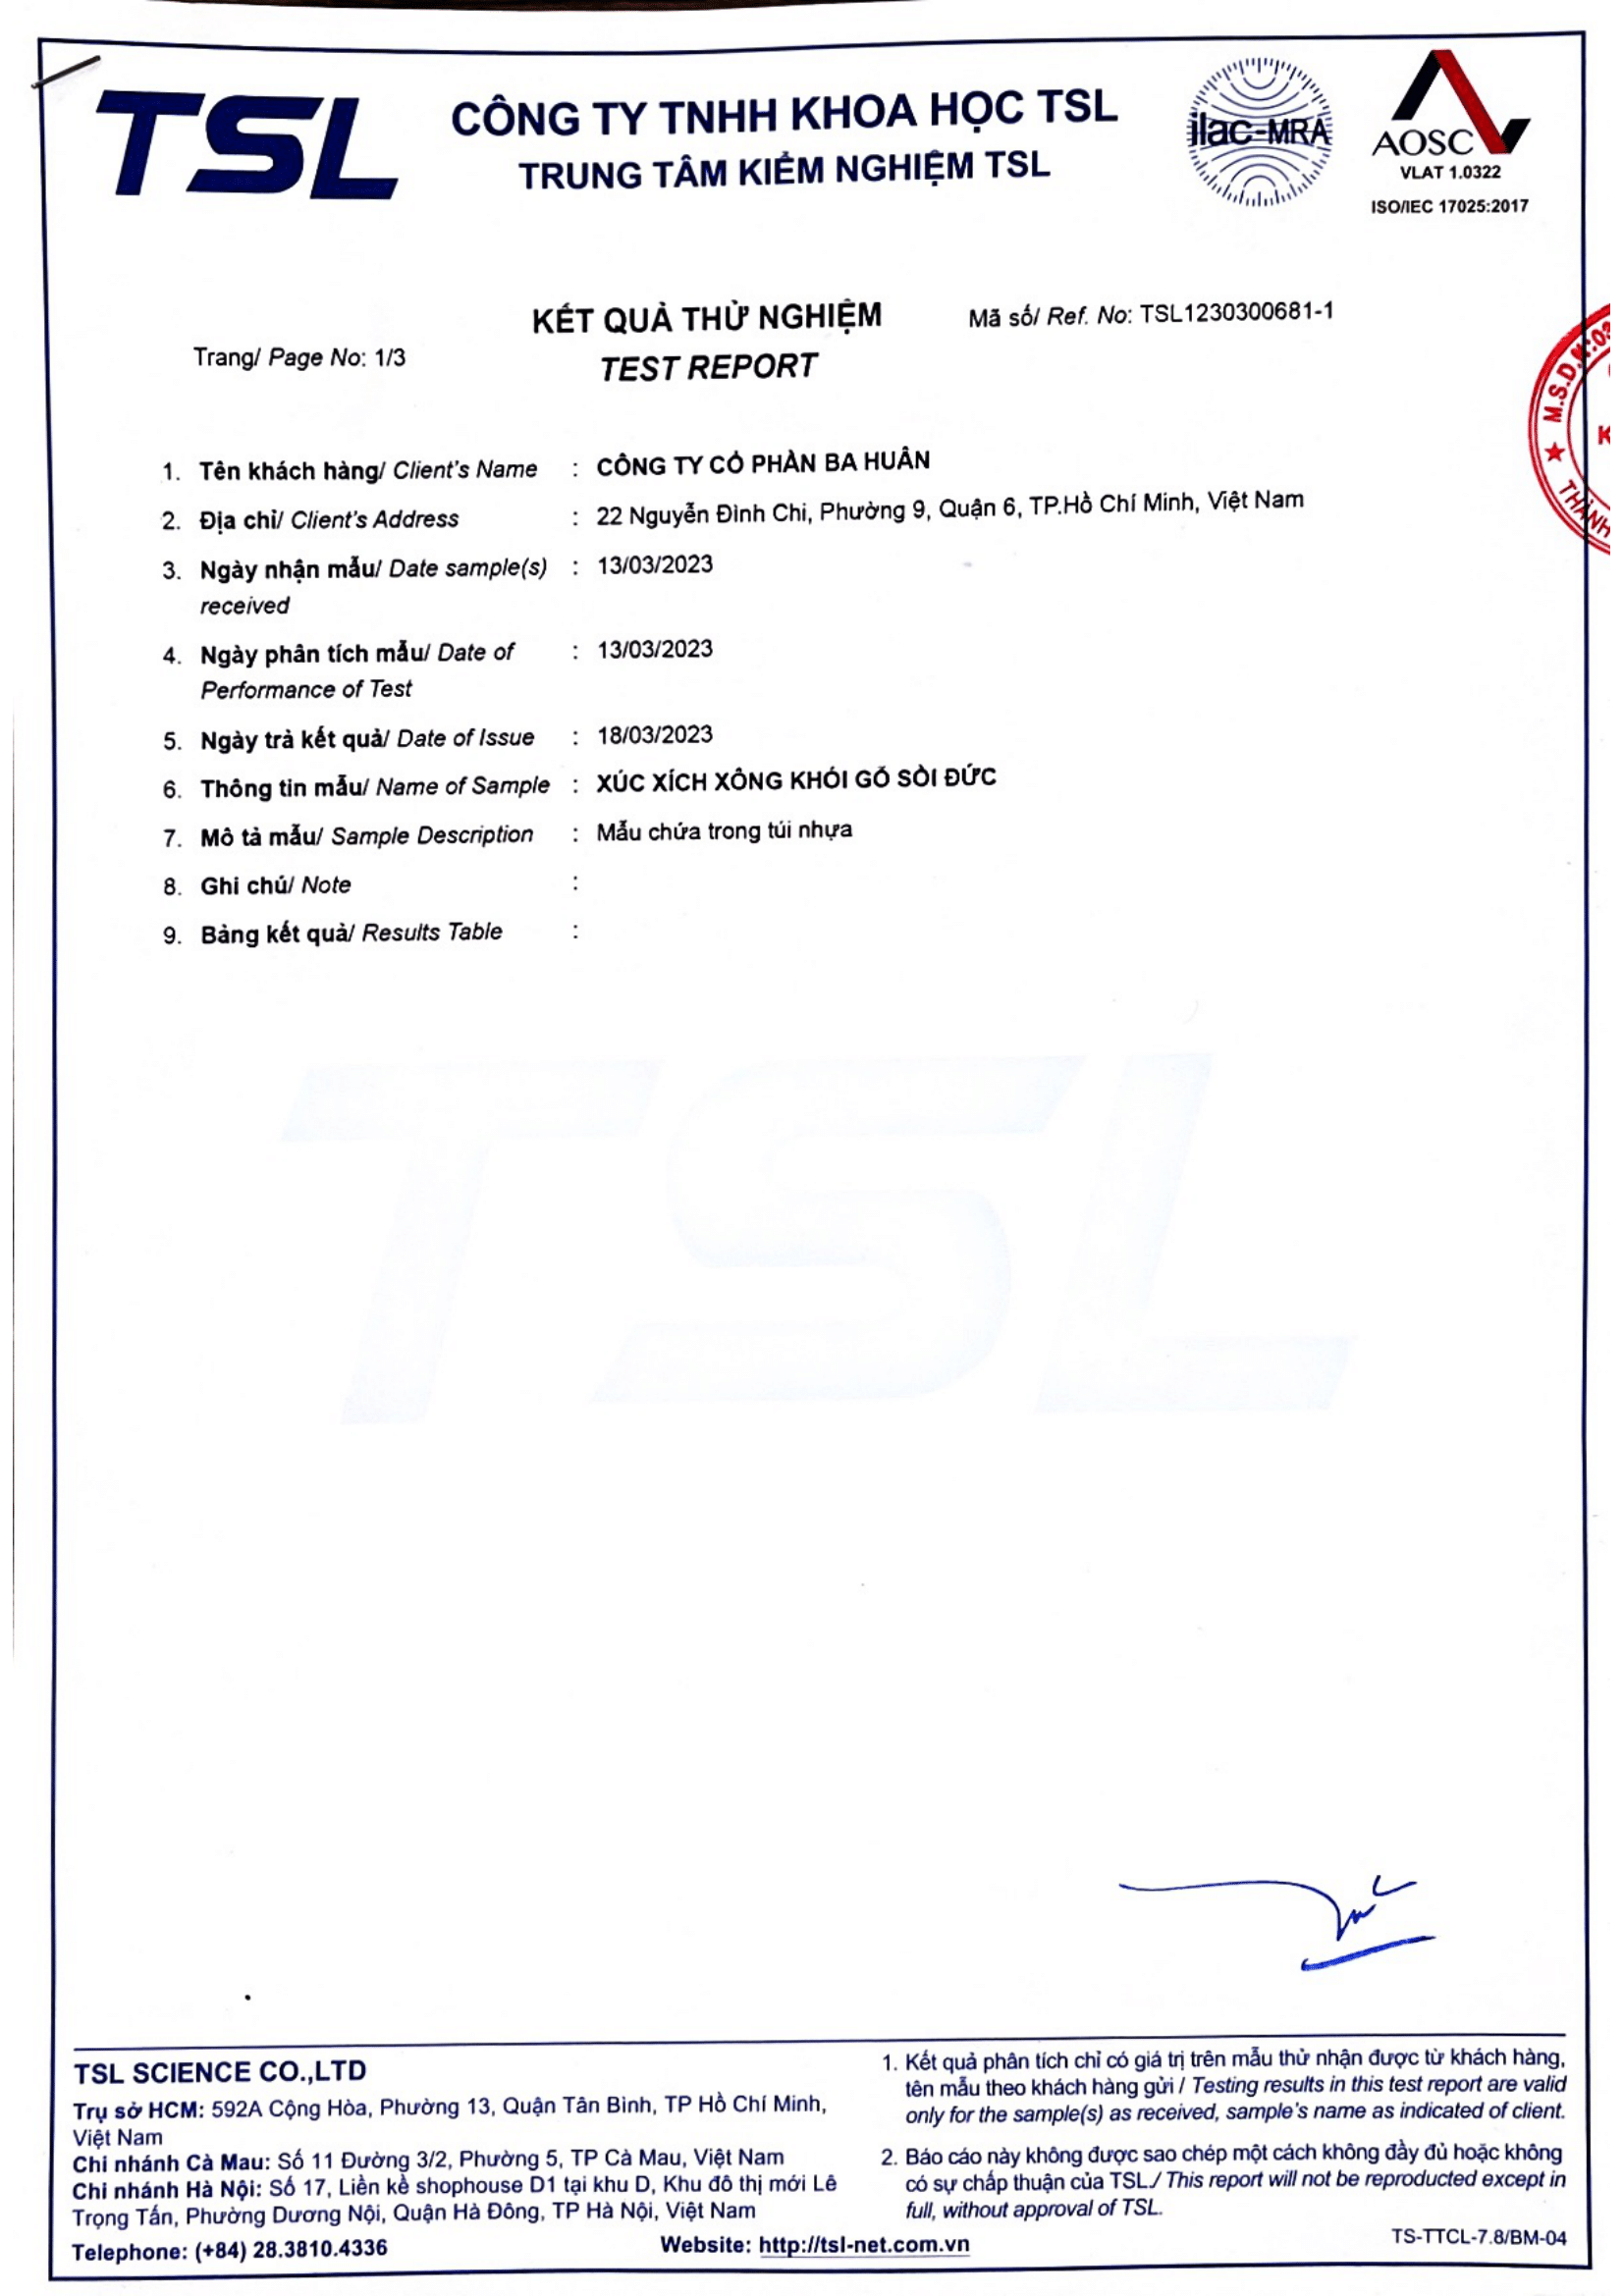 TSL
CÔNG TY TNHH KHOA HỌC TSL
TRUNG TÂM KIỂM NGHIỆM TSL
ilac-MRA
AOSC
VLAT 1.0322
ISO/IEC 17025:2017
KẾT QUẢ THỬ NGHIỆM
Mã số/ Ref. No: TSL1230300681-1
Trang/ Page No: 1/3
TEST REPORT
M.S.D.N:03
THÀNH
1. Tên khách hàng/ Client's Name : CÔNG TY CỔ PHẦN BA HUÂN
2. Địa chỉ/ Client's Address : 22 Nguyễn Đình Chi, Phường 9, Quận 6, TP.Hồ Chí Minh, Việt Nam
3. Ngày nhận mẫu/ Date sample(s) : 13/03/2023
received
4. Ngày phân tích mẫu/ Date of : 13/03/2023
Performance of Test
5. Ngày trả kết quả/ Date of Issue : 18/03/2023
6. Thông tin mẫu/ Name of Sample : XÚC XÍCH XÔNG KHÓI GỖ SỒI ĐỨC
7. Mô tả mẫu/ Sample Description : Mẫu chứa trong túi nhựa
8. Ghi chú/ Note :
9. Bảng kết quả/ Results Table :
TSL
TSL SCIENCE CO.,LTD
Trụ sở HCM: 592A Cộng Hòa, Phường 13, Quận Tân Bình, TP Hồ Chí Minh,
Việt Nam
Chi nhánh Cà Mau: Số 11 Đường 3/2, Phường 5, TP Cà Mau, Việt Nam
Chi nhánh Hà Nội: Số 17, Liền kề shophouse D1 tại khu D, Khu đô thị mới Lê
Trọng Tấn, Phường Dương Nội, Quận Hà Đông, TP Hà Nội, Việt Nam
Telephone: (+84) 28.3810.4336
Website: http://tsl-net.com.vn
1. Kết quả phân tích chỉ có giá trị trên mẫu thử nhận được từ khách hàng,
tên mẫu theo khách hàng gửi / Testing results in this test report are valid
only for the sample(s) as received, sample's name as indicated of client.
2. Báo cáo này không được sao chép một cách không đầy đủ hoặc không
có sự chấp thuận của TSL./ This report will not be reproducted except in
full, without approval of TSL.
TS-TTCL-7.8/BM-04